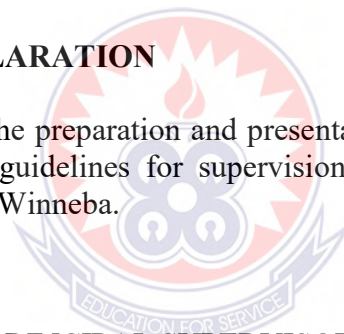 LARATION
he preparation and presenta
guidelines for supervision
Winneba.
EDUCATION FOR SERVICE